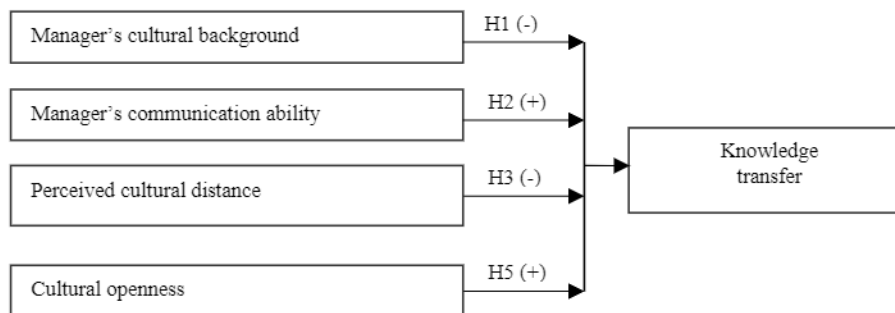 Manager’s cultural background
H1 (-)
Manager’s communication ability
H2 (+)
Perceived cultural distance
H3 (-)
Cultural openness
H5 (+)
Knowledge
transfer